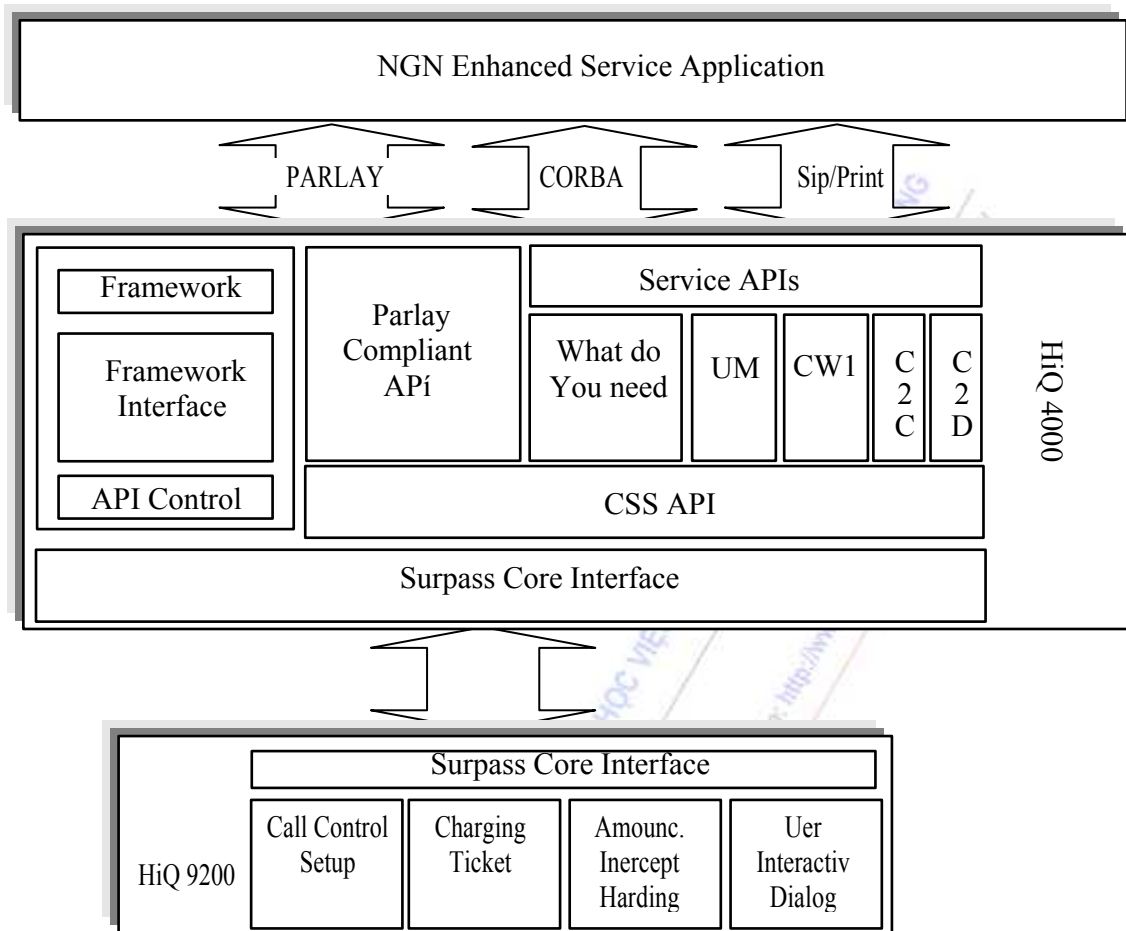 NGN Enhanced Service Application
PARLAY
CORBA
Sip/Print
Framework
Framework
Interface
API Control
Parlay
Compliant
APí
Service APIs
What do
You need
UM
CW1
C
2
C
C
2
D
CSS API
HiQ 4000
Surpass Core Interface
HỌC VIỆ
Surpass Core Interface
HiQ 9200
Call Control
Setup
Charging
Ticket
Amounc.
Inercept
Harding
Uer
Interactiv
Dialog